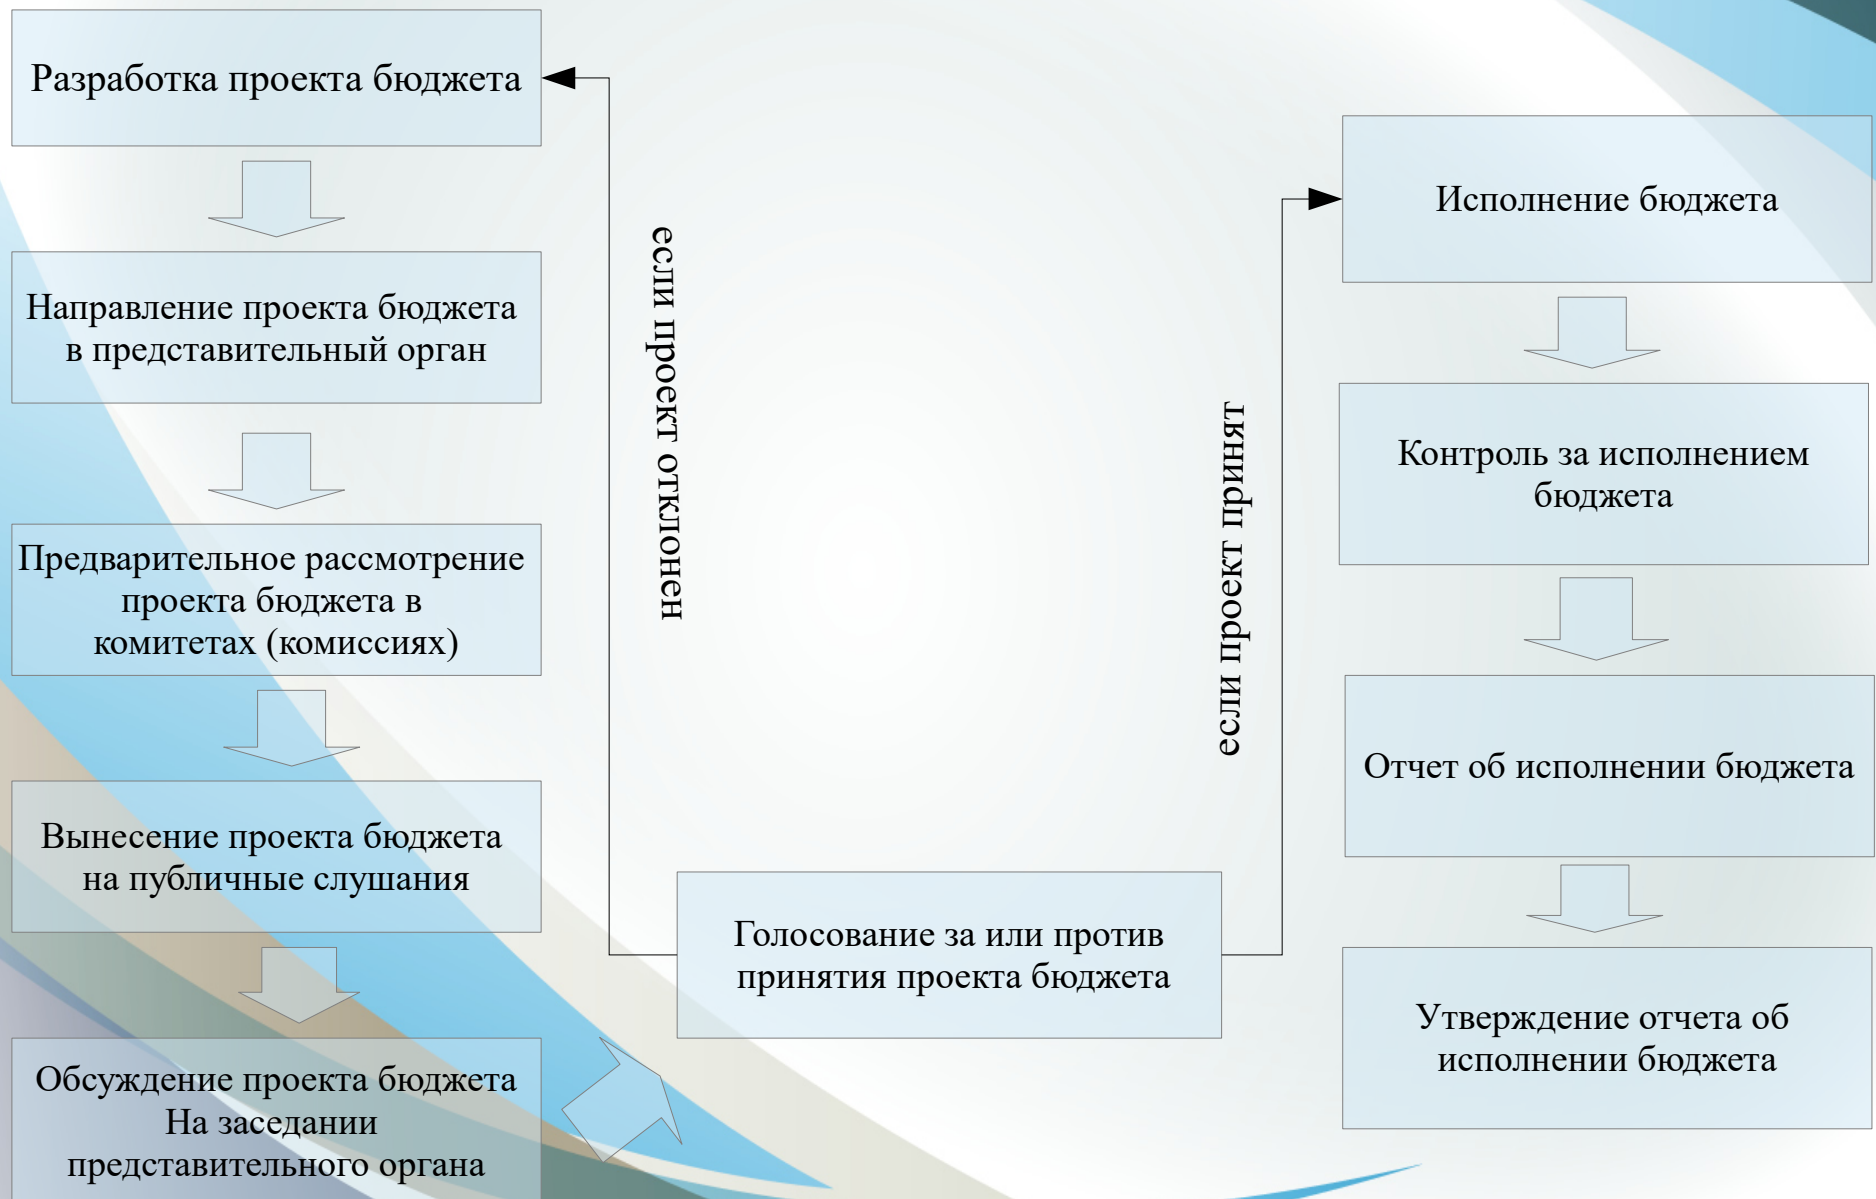 Разработка проекта бюджета
Направление проекта бюджета
в представительный орган
Предварительное рассмотрение
проекта бюджета в
комитетах (комиссиях)
Вынесение проекта бюджета
на публичные слушания
Обсуждение проекта бюджета
На заседании
представительного органа
если проект отклонен
Голосование за или против
принятия проекта бюджета
если проект принят
Исполнение бюджета
Контроль за исполнением
бюджета
Отчет об исполнении бюджета
Утверждение отчета об
исполнении бюджета